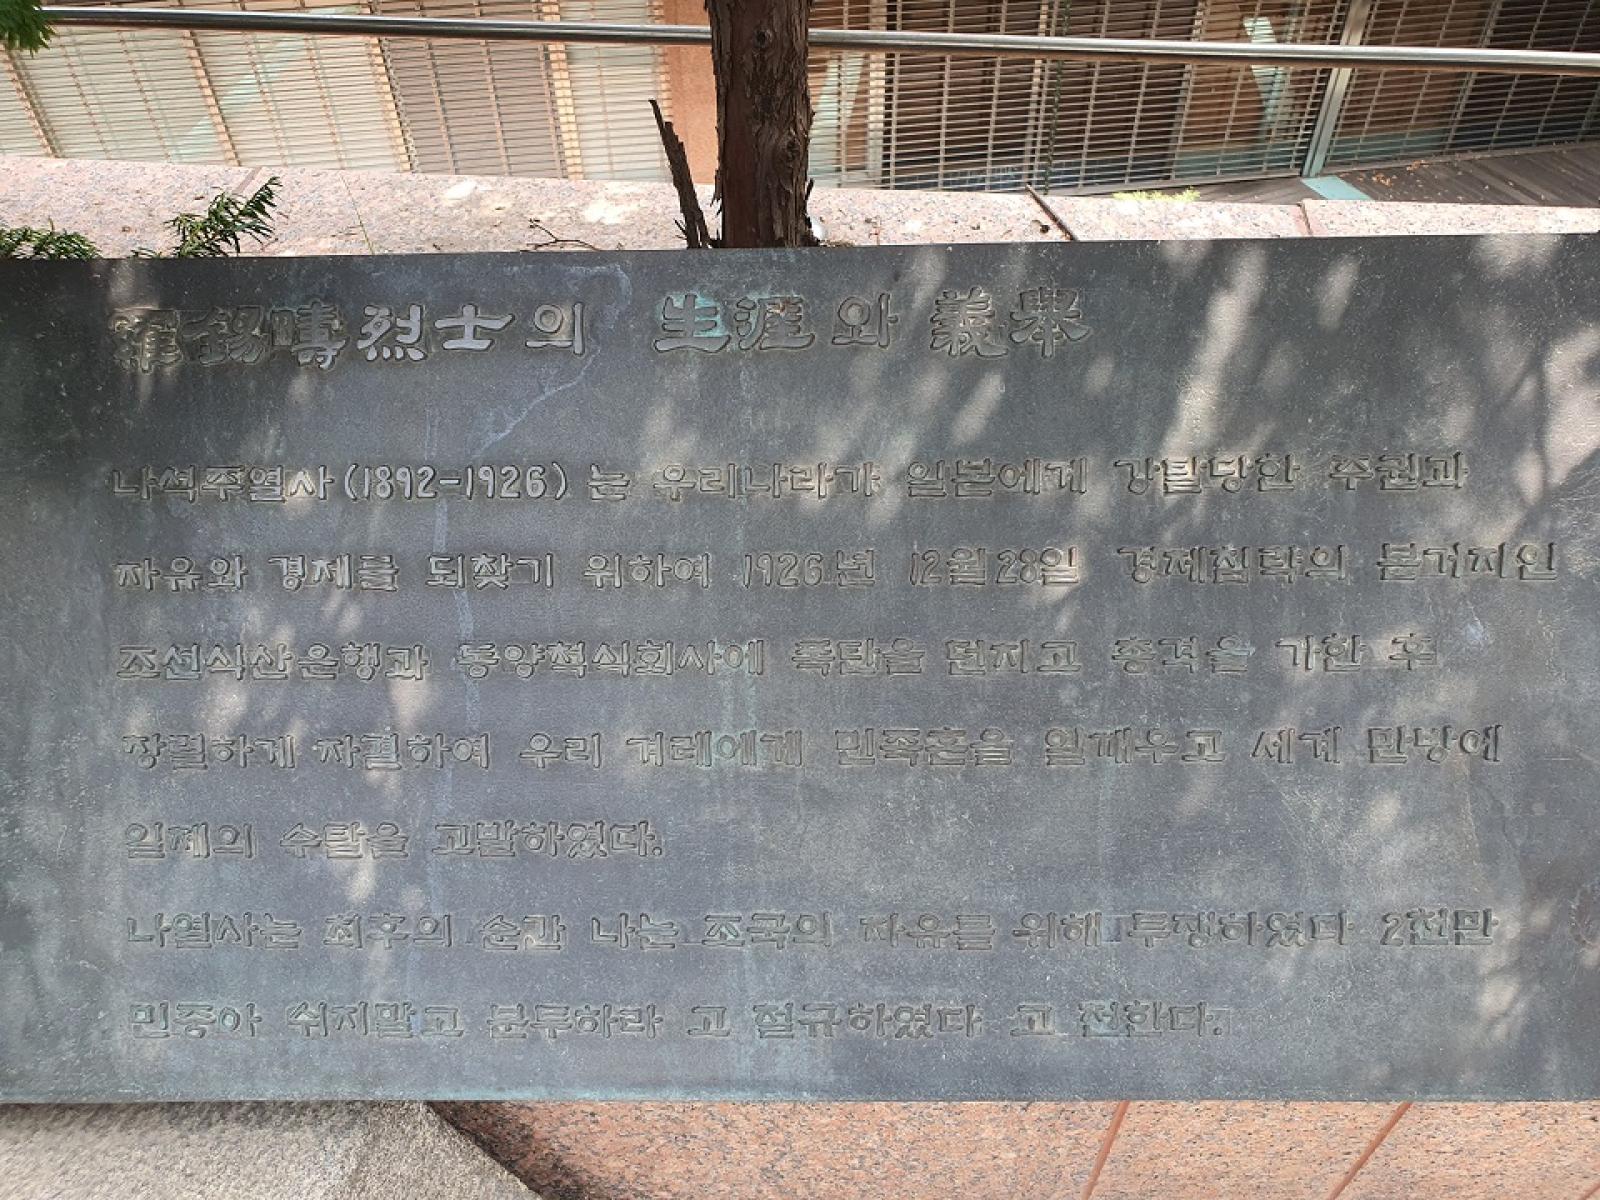 羅錫疇烈士의 生涯와 義擧
나석주열사(1892-1926)는 우리나라가 일본에게 강탈당한 주권과
자유와 경제를 되찾기 위하여 1926년 12월 28일 경제침략의 본거지인
조선식산은행과 동양척식회사에 폭탄을 던지고 총격을 가한 후
장렬하게 자결하여 우리 겨레에게 민족혼을 일깨우고 세계 만방에
일제의 수탈을 고발하였다.
나열사는 최후의 순간 나는 조국의 자유를 위해 투쟁하였다 2천만
민중아 쉬지말고 분투하라 고 절규하였다 고 전한다.